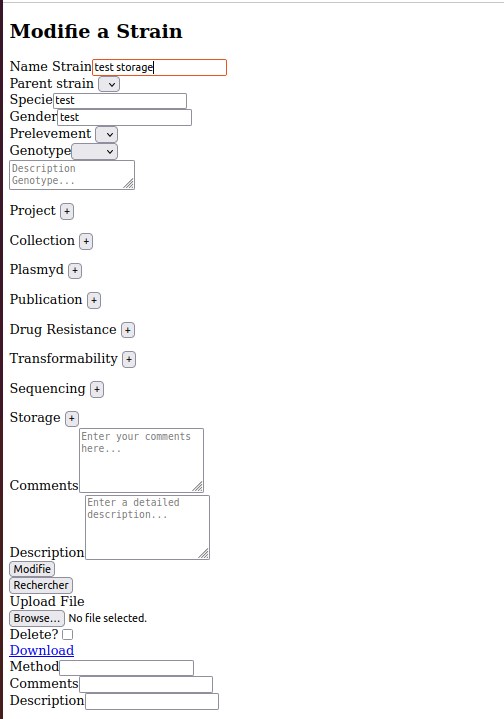 Modifie a Strain
Name Strain test storage
Parent strain
Specie test
Gender test
Prelevement
Genotype
Description
Genotype...
Project +
Collection +
Plasmyd +
Publication +
Drug Resistance +
Transformability +
Sequencing +
Storage +
Enter your comments
here...
Comments
Enter a detailed
description...
Description
Modifie
Rechercher
Upload File
Browse... No file selected.
Delete?
Download
Method
Comments
Description